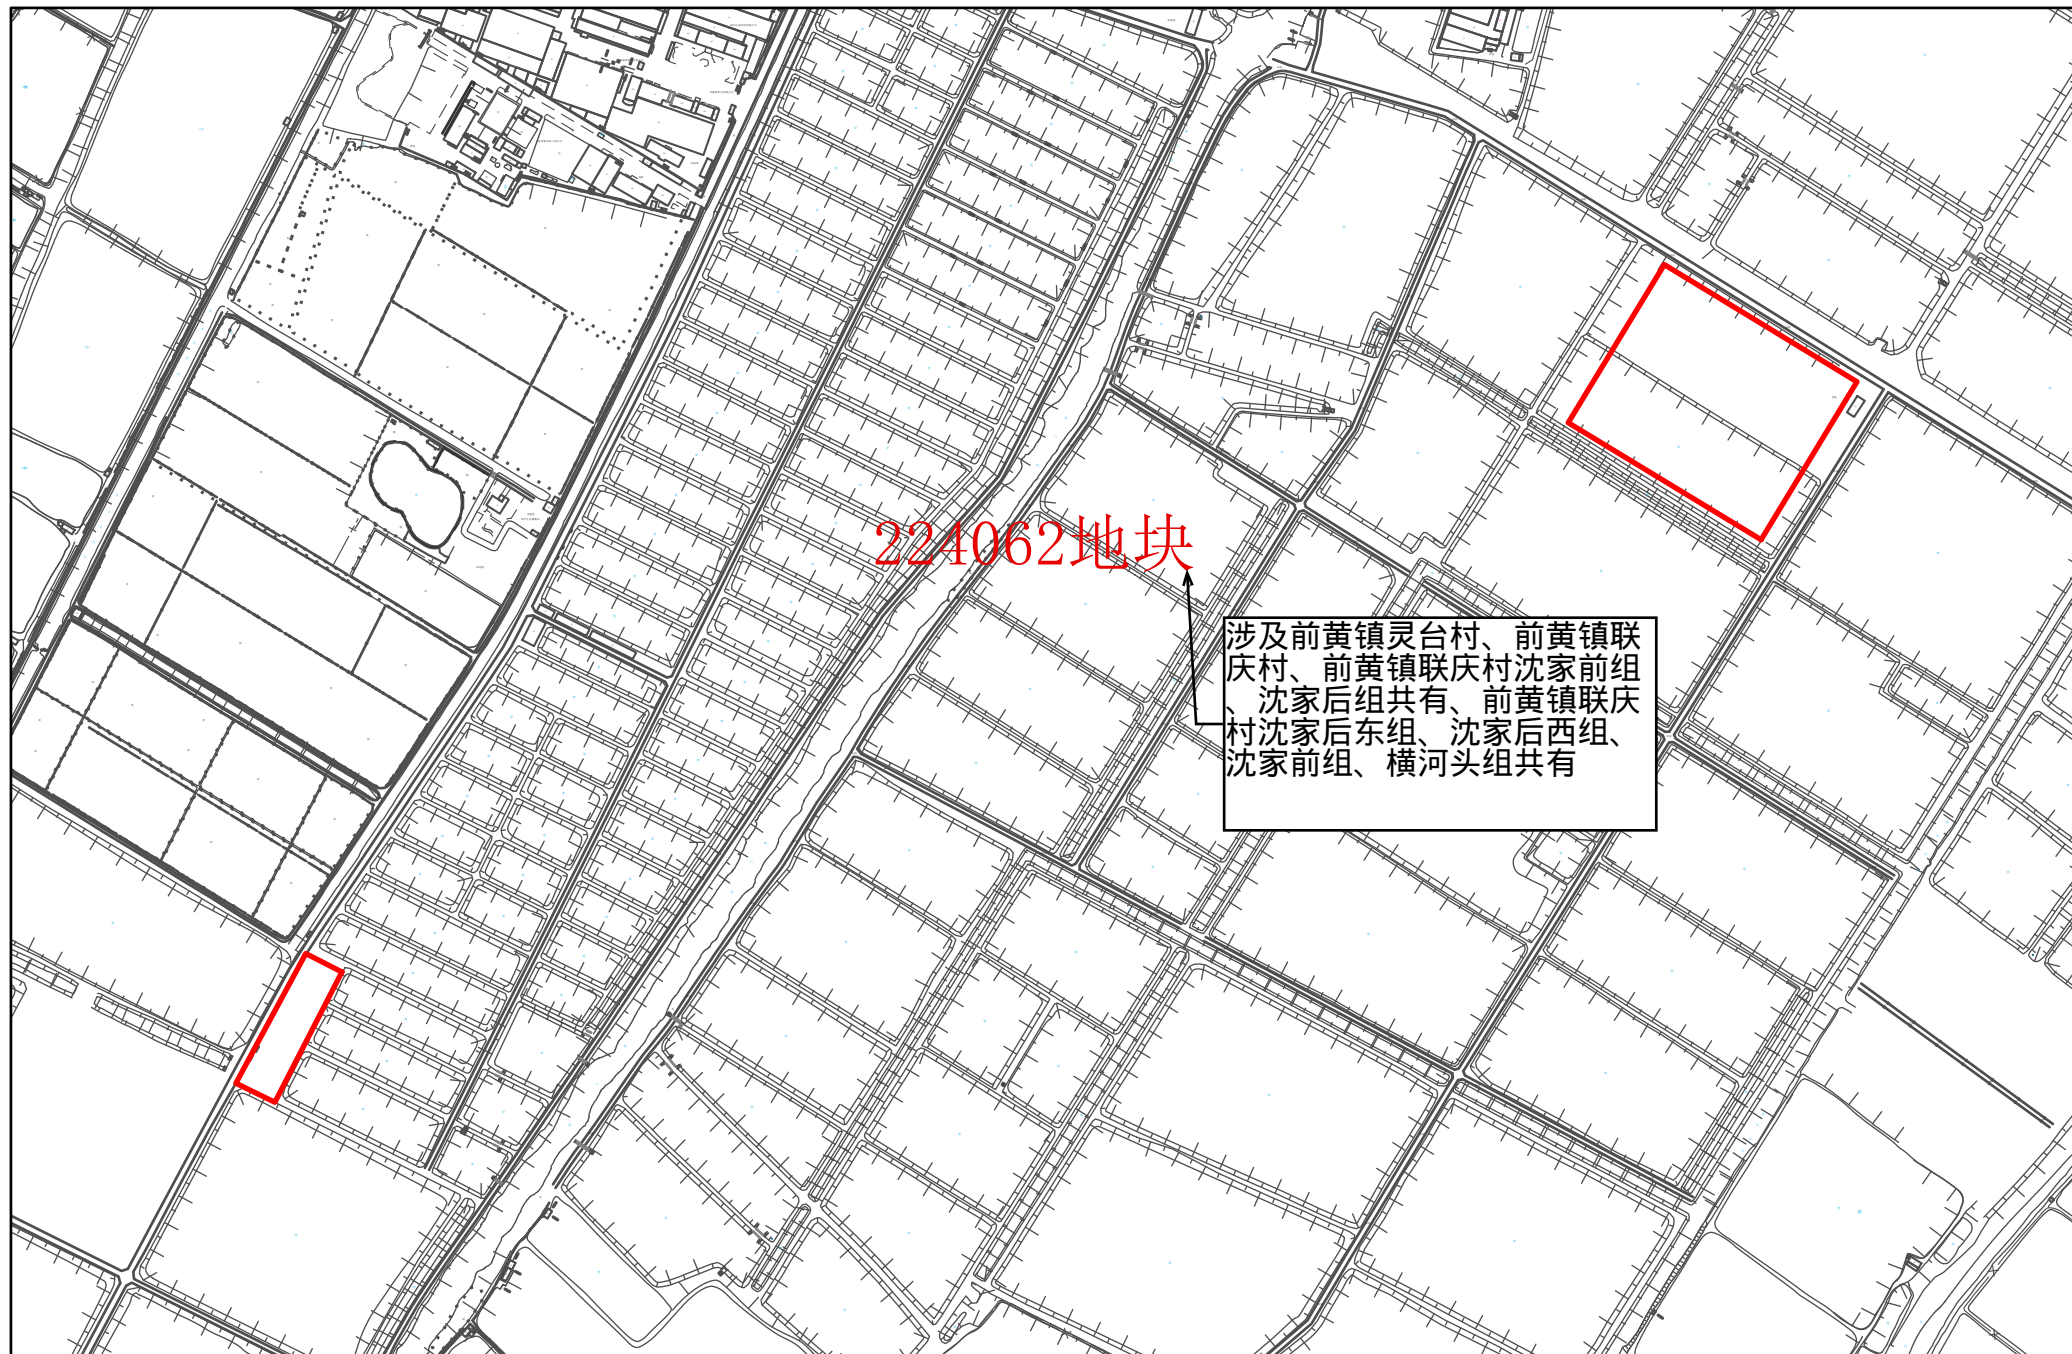 224062地块
涉及前黄镇灵台村、前黄镇联
庆村、前黄镇联庆村沈家前组
、沈家后组共有、前黄镇联庆
村沈家后东组、沈家后西组、
沈家前组、横河头组共有